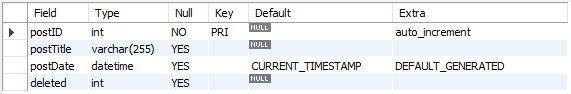 Field Type Null Key Default Extra
postID int NO PRI NULL auto_increment
postTitle varchar(255) YES NULL
postDate datetime YES CURRENT_TIMESTAMP DEFAULT_GENERATED
deleted int YES NULL